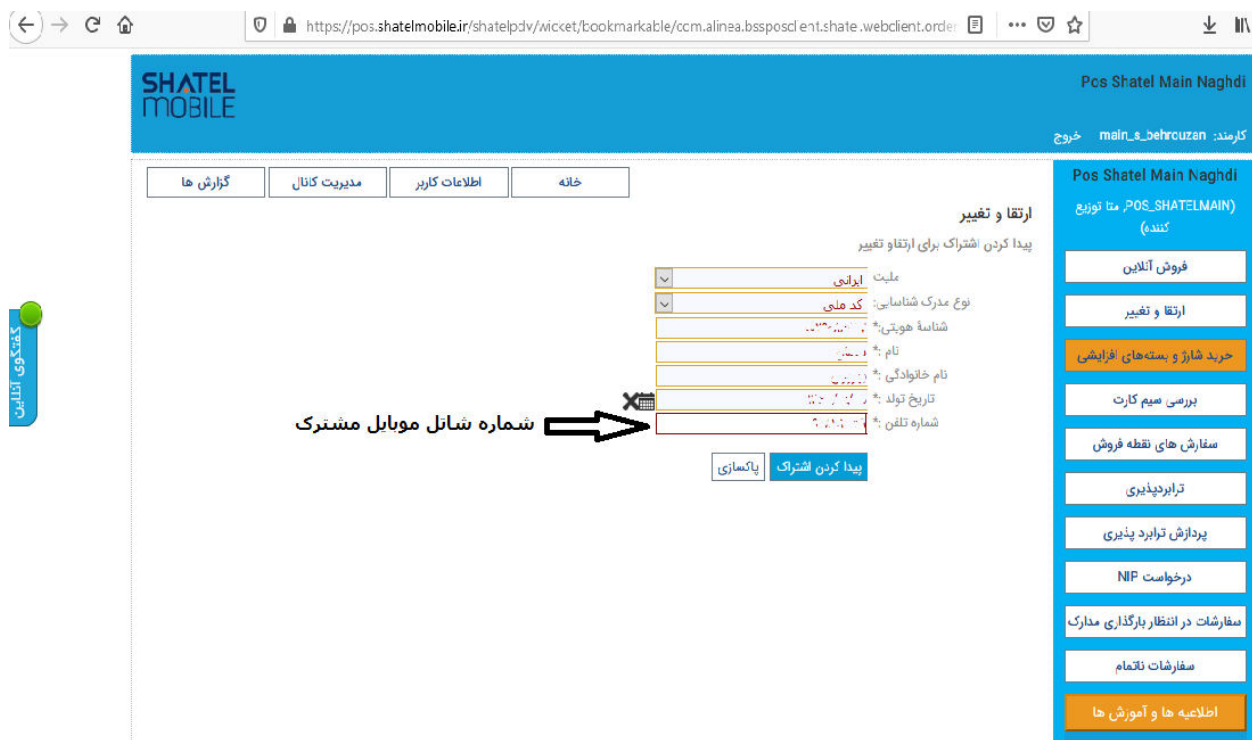 https://pos.shatelmobile.ir/shatelpdv/wicket/bookmarkable/com.alinea.bssposclient.shatel.webclient.order
SHATEL
MOBILE
Pos Shatel Main Naghdi
کارمند: main_s_behrouzan خروج
Pos Shatel Main Naghdi
(POS_SHATELMAIN, متا توزیع
کننده)
فروش آنلاین
ارتقا و تغییر
خرید شارژ و بسته‌های افزایشی
بررسی سیم کارت
سفارش های نقطه فروش
ترابردپذیری
پردازش ترابرد پذیری
درخواست NIP
سفارشات در انتظار بارگذاری مدارک
سفارشات ناتمام
اطلاعیه ها و آموزش ها
خانه
اطلاعات کاربر
مدیریت کانال
گزارش ها
ارتقا و تغییر
پیدا کردن اشتراک برای ارتقاو تغییر
ملیت ایرانی
نوع مدرک شناسایی: کد ملی
شناسهٔ هویتی:*
نام :*
نام خانوادگی :*
تاریخ تولد :*
شماره تلفن :*
شماره شاتل موبایل مشترک
پیدا کردن اشتراک
پاکسازی
گفتگوی آنلاین